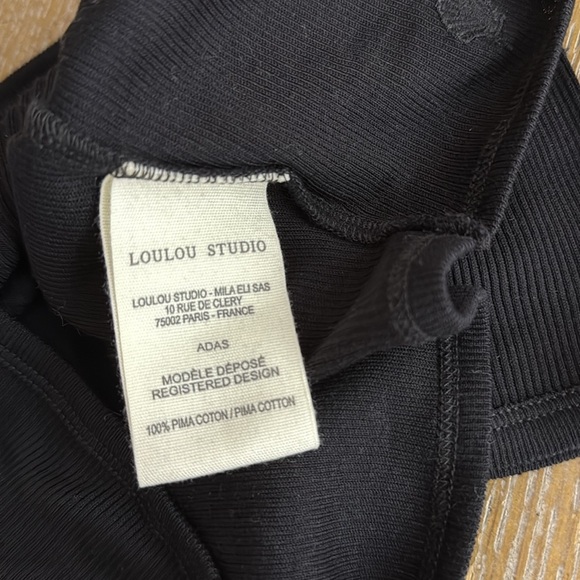 LOULOU STUDIO
LOULOU STUDIO - MILA ELI SAS
10 RUE DE CLERY
75002 PARIS - FRANCE
ADAS
MODÈLE DÉPOSÉ
REGISTERED DESIGN
100% PIMA COTON / PIMA COTTON